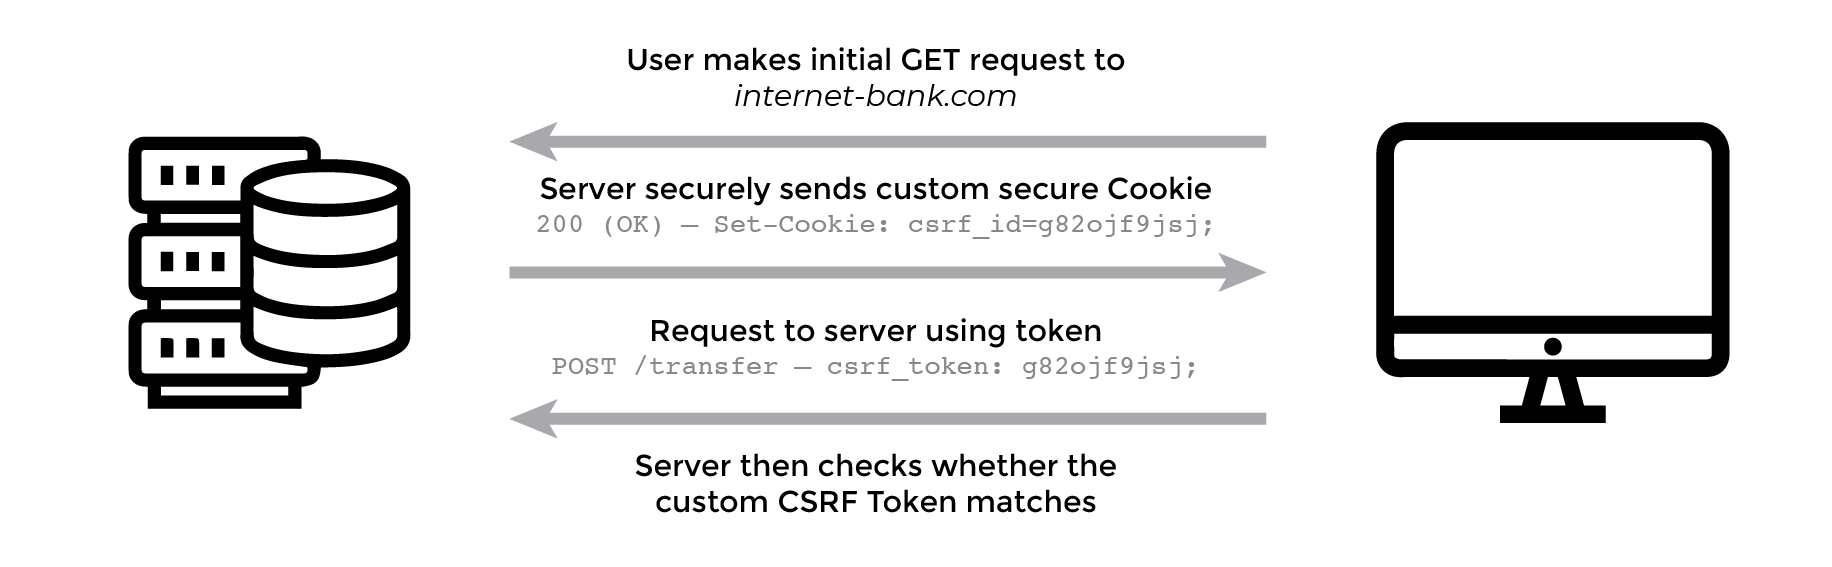 User makes initial GET request to
internet-bank.com
Server securely sends custom secure Cookie
200 (OK) — Set-Cookie: csrf_id=g82ojf9jsj;
Request to server using token
POST /transfer — csrf_token: g82ojf9jsj;
Server then checks whether the
custom CSRF Token matches